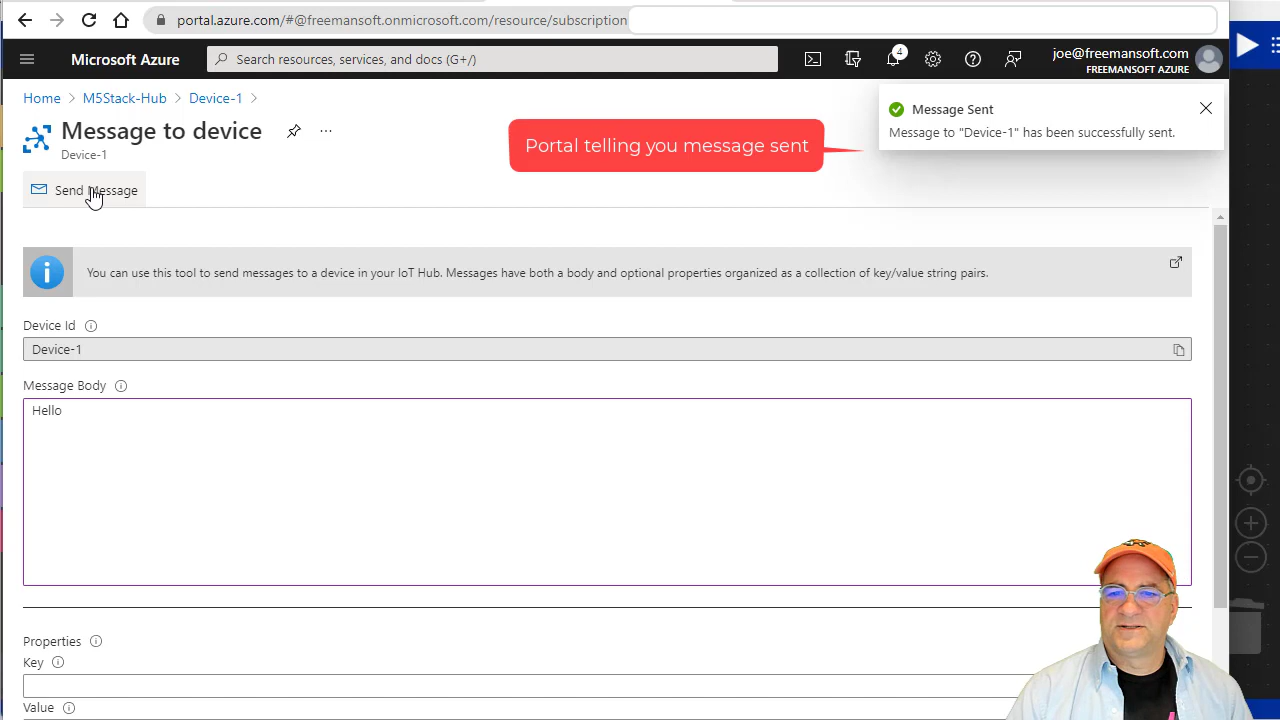 portal.azure.com/#@freemansoft.onmicrosoft.com/resource/subscription
Microsoft Azure
Search resources, services, and docs (G+/)
4
joe@freemansoft.com
FREEMANSOFT AZURE
Home > M5Stack-Hub > Device-1 >
Message to device
Device-1
Portal telling you message sent
Message Sent
Message to "Device-1" has been successfully sent.
Send Message
You can use this tool to send messages to a device in your IoT Hub. Messages have both a body and optional properties organized as a collection of key/value string pairs.
Device Id
Device-1
Message Body
Hello
Properties
Key
Value